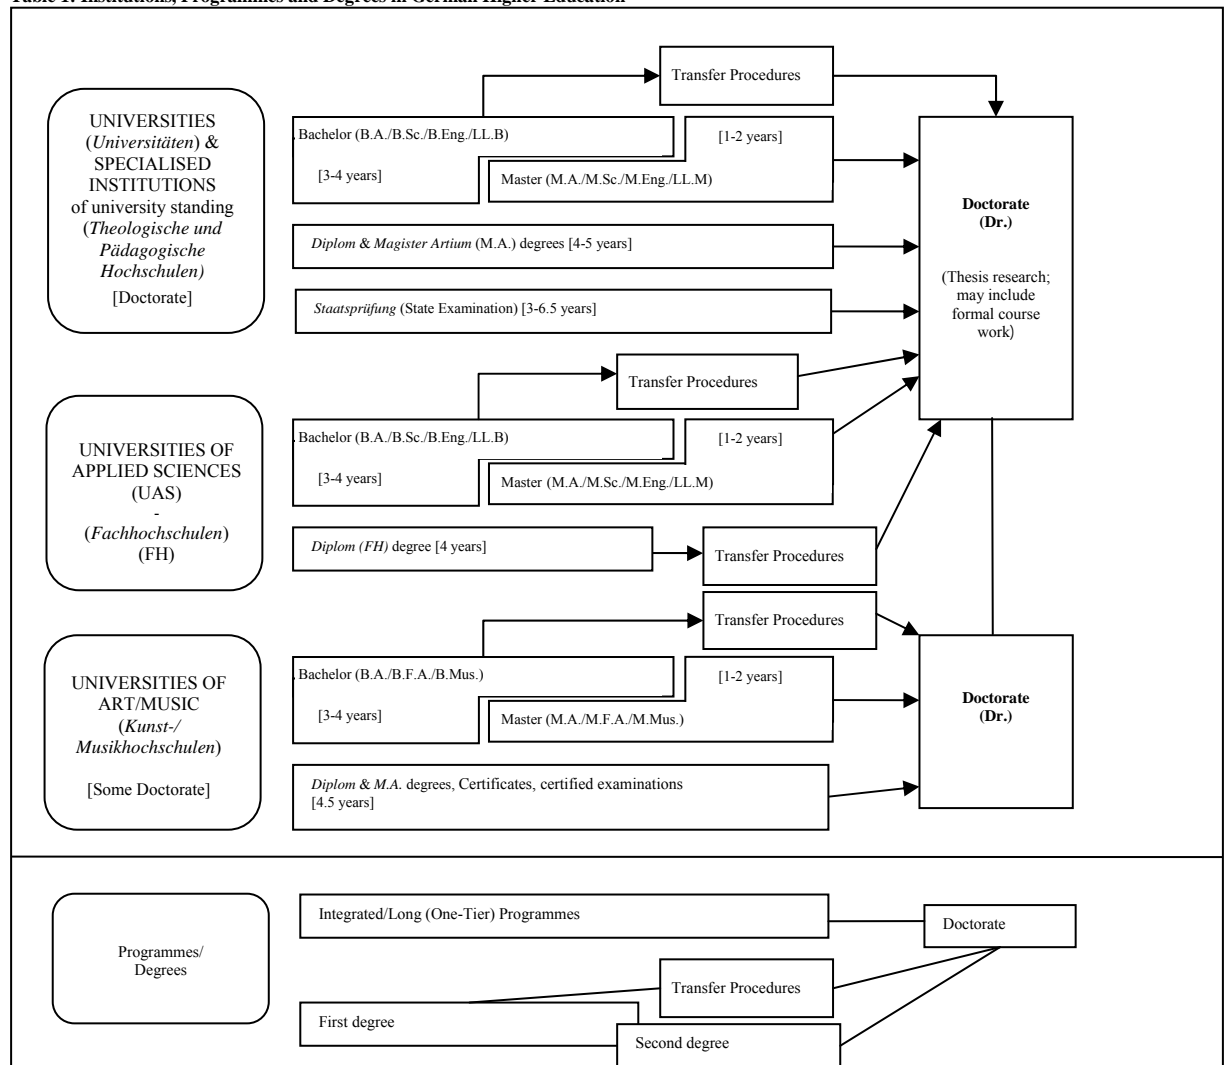 Table 1: Institutions, Programmes and Degrees in German Higher Education
UNIVERSITIES
(Universitäten) &
SPECIALISED
INSTITUTIONS
of university standing
(Theologische und
Pädagogische
Hochschulen)
[Doctorate]
Transfer Procedures
Bachelor (B.A./B.Sc./B.Eng./LL.B)
[3-4 years]
[1-2 years]
Master (M.A./M.Sc./M.Eng./LL.M)
Diplom & Magister Artium (M.A.) degrees [4-5 years]
Staatsprüfung (State Examination) [3-6.5 years]
Doctorate
(Dr.)
(Thesis research;
may include
formal course
work)
UNIVERSITIES OF
APPLIED SCIENCES
(UAS)
-
(Fachhochschulen)
(FH)
Transfer Procedures
Bachelor (B.A./B.Sc./B.Eng./LL.B)
[3-4 years]
[1-2 years]
Master (M.A./M.Sc./M.Eng./LL.M)
Diplom (FH) degree [4 years]
Transfer Procedures
UNIVERSITIES OF
ART/MUSIC
(Kunst-/
Musikhochschulen)
[Some Doctorate]
Transfer Procedures
Bachelor (B.A./B.F.A./B.Mus.)
[3-4 years]
[1-2 years]
Master (M.A./M.F.A./M.Mus.)
Diplom & M.A. degrees, Certificates, certified examinations
[4.5 years]
Doctorate
(Dr.)
Programmes/
Degrees
Integrated/Long (One-Tier) Programmes
Doctorate
Transfer Procedures
First degree
Second degree